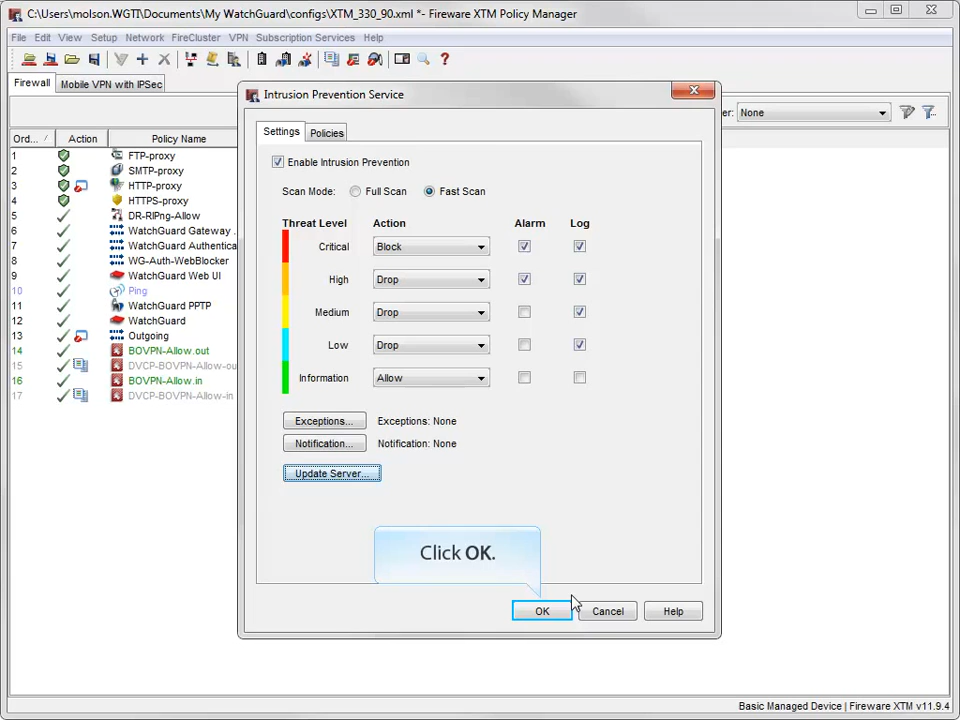 C:\Users\molson.WGTI\Documents\My WatchGuard\configs\XTM_330_90.xml *- Fireware XTM Policy Manager
File Edit View Setup Network FireCluster VPN Subscription Services Help
Firewall
Mobile VPN with IPSec
er: None
Ord... / Action Policy Name
1 FTP-proxy
2 SMTP-proxy
3 HTTP-proxy
4 HTTPS-proxy
5 DR-RIPng-Allow
6 WatchGuard Gateway
7 WatchGuard Authentica
8 WG-Auth-WebBlocker
9 WatchGuard Web UI
10 Ping
11 WatchGuard PPTP
12 WatchGuard
13 Outgoing
14 BOVPN-Allow.out
15 DVCP-BOVPN-Allow-ou
16 BOVPN-Allow.in
17 DVCP-BOVPN-Allow-in
Intrusion Prevention Service
Settings Policies
Enable Intrusion Prevention
Scan Mode: Full Scan Fast Scan
Threat Level Action Alarm Log
Critical Block
High Drop
Medium Drop
Low Drop
Information Allow
Exceptions... Exceptions: None
Notification... Notification: None
Update Server...
Click OK.
OK Cancel Help
Basic Managed Device | Fireware XTM v11.9.4